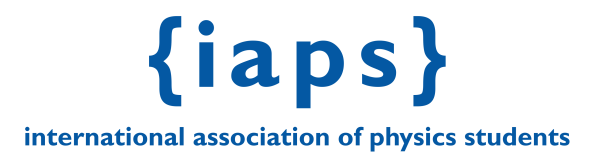 {iaps}
international association of physics students